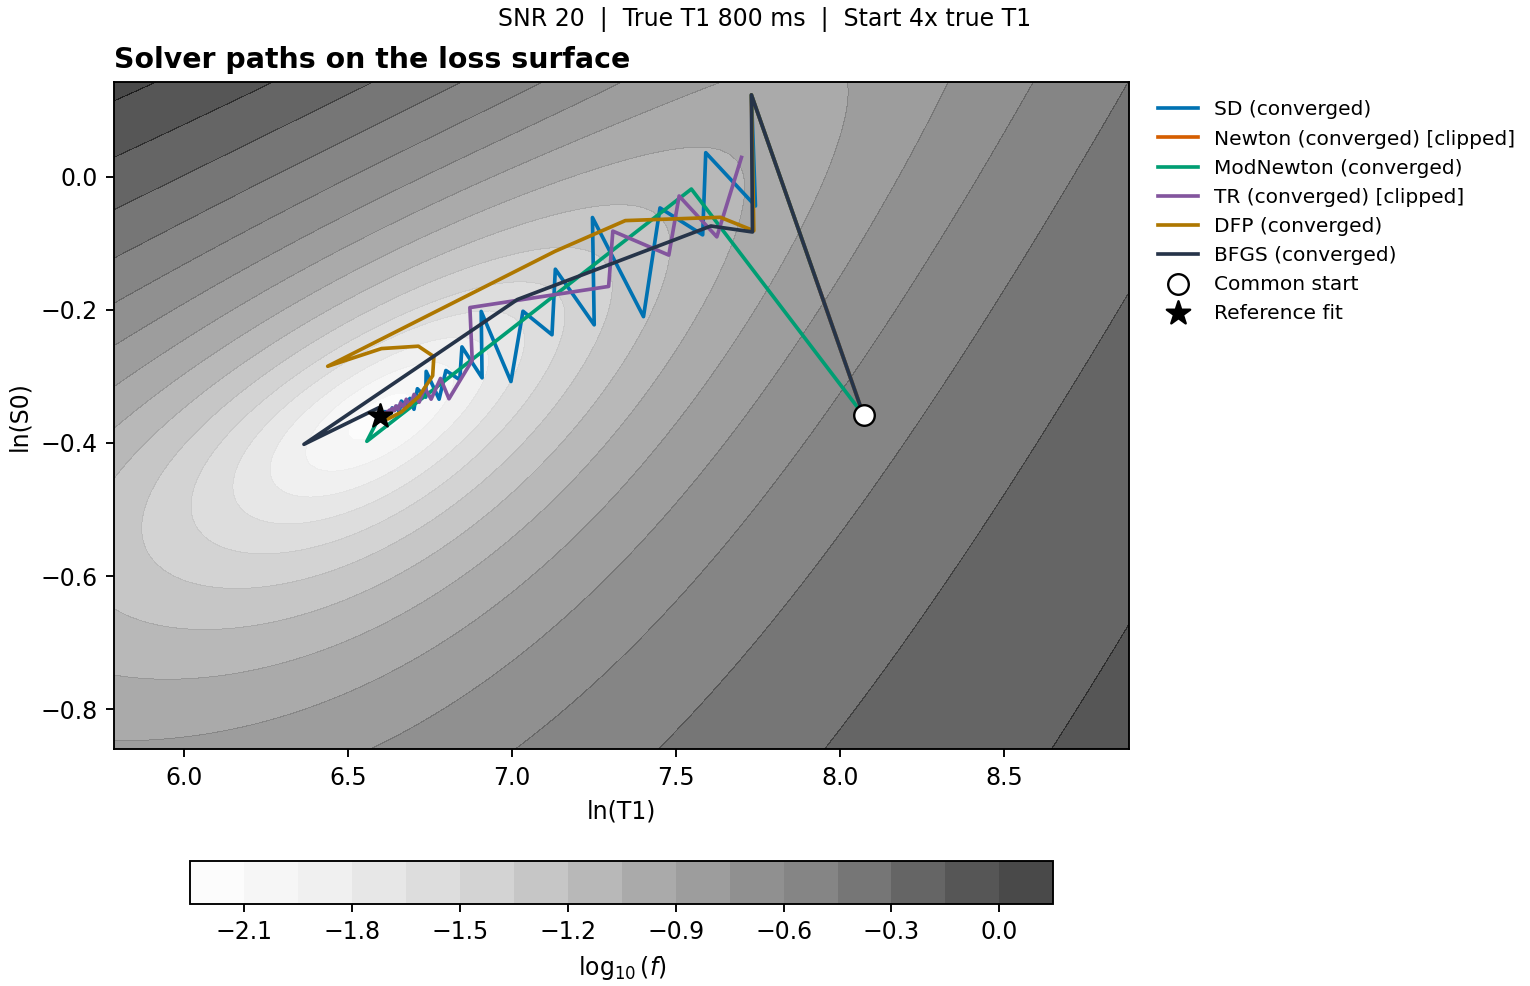 SNR 20 | True T1 800 ms | Start 4x true T1
Solver paths on the loss surface
SD (converged)
Newton (converged) [clipped]
ModNewton (converged)
TR (converged) [clipped]
DFP (converged)
BFGS (converged)
Common start
Reference fit
ln(S0)
0.0
−0.2
−0.4
−0.6
−0.8
6.0 6.5 7.0 7.5 8.0 8.5
ln(T1)
−2.1 −1.8 −1.5 −1.2 −0.9 −0.6 −0.3 0.0
log₁₀ (f)